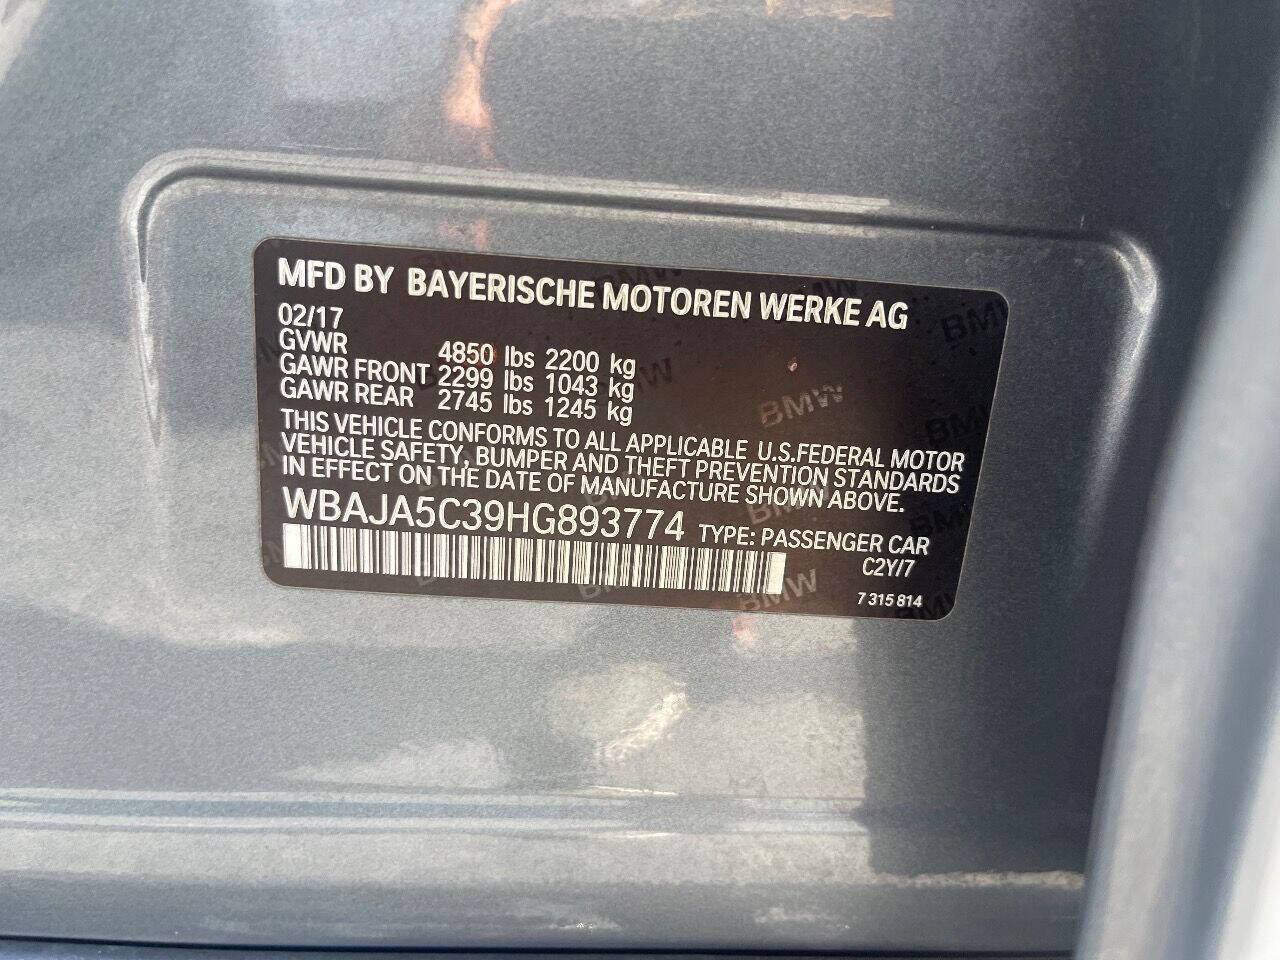 MFD BY BAYERISCHE MOTOREN WERKE AG
02/17
GVWR 4850 lbs 2200 kg
GAWR FRONT 2299 lbs 1043 kg
GAWR REAR 2745 lbs 1245 kg
THIS VEHICLE CONFORMS TO ALL APPLICABLE U.S.FEDERAL MOTOR
VEHICLE SAFETY, BUMPER AND THEFT PREVENTION STANDARDS
IN EFFECT ON THE DATE OF MANUFACTURE SHOWN ABOVE.
WBAJA5C39HG893774 TYPE: PASSENGER CAR
C2Y/7
7 315 814